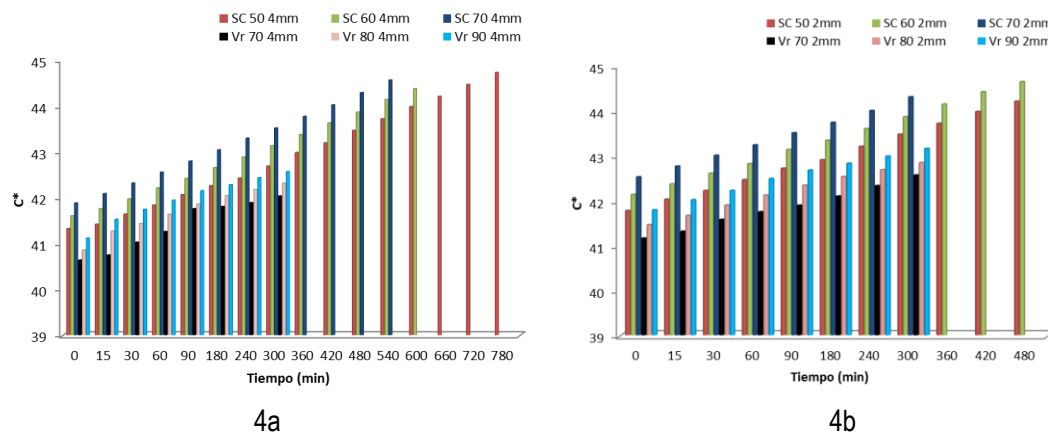 SC 50 4mm SC 60 4mm SC 70 4mm
Vr 70 4mm Vr 80 4mm Vr 90 4mm
45
44
43
42
41
40
39
C*
0 15 30 60 90 180 240 300 360 420 480 540 600 660 720 780
Tiempo (min)
4a
SC 50 2mm SC 60 2mm SC 70 2mm
Vr 70 2mm Vr 80 2mm Vr 90 2mm
45
44
43
42
41
40
39
C*
0 15 30 60 90 180 240 300 360 420 480
Tiempo (min)
4b